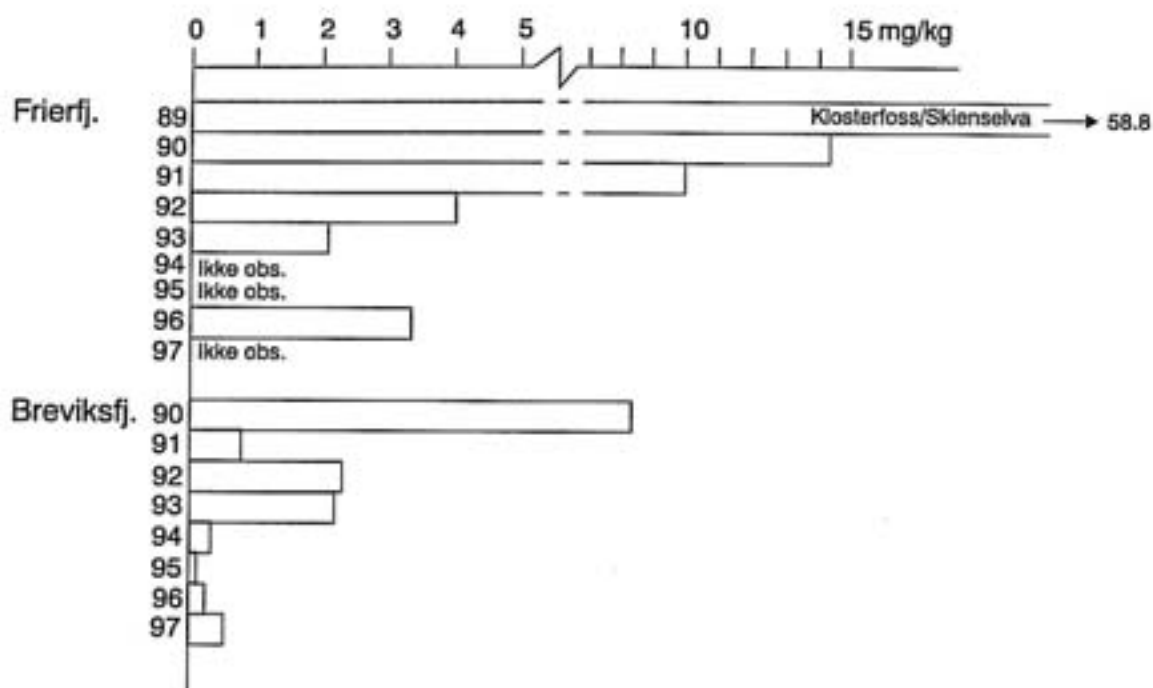 0 1 2 3 4 5 10 15 mg/kg
Frierfj. 89 Klosterfoss/Skienselva 58.8
90
91
92
93
94 Ikke obs.
95 Ikke obs.
96
97 Ikke obs.
Breviksfj. 90
91
92
93
94
95
96
97